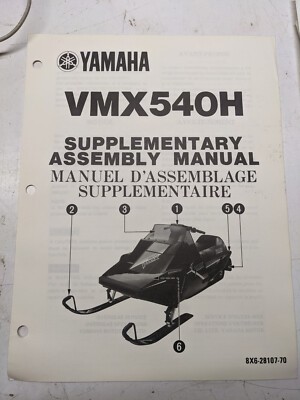 YAMAHA
VMX540H
SUPPLEMENTARY
ASSEMBLY MANUAL
MANUEL D'ASSEMBLAGE
SUPPLEMENTAIRE
2
3
1
5
4
6
8X6-28107-70